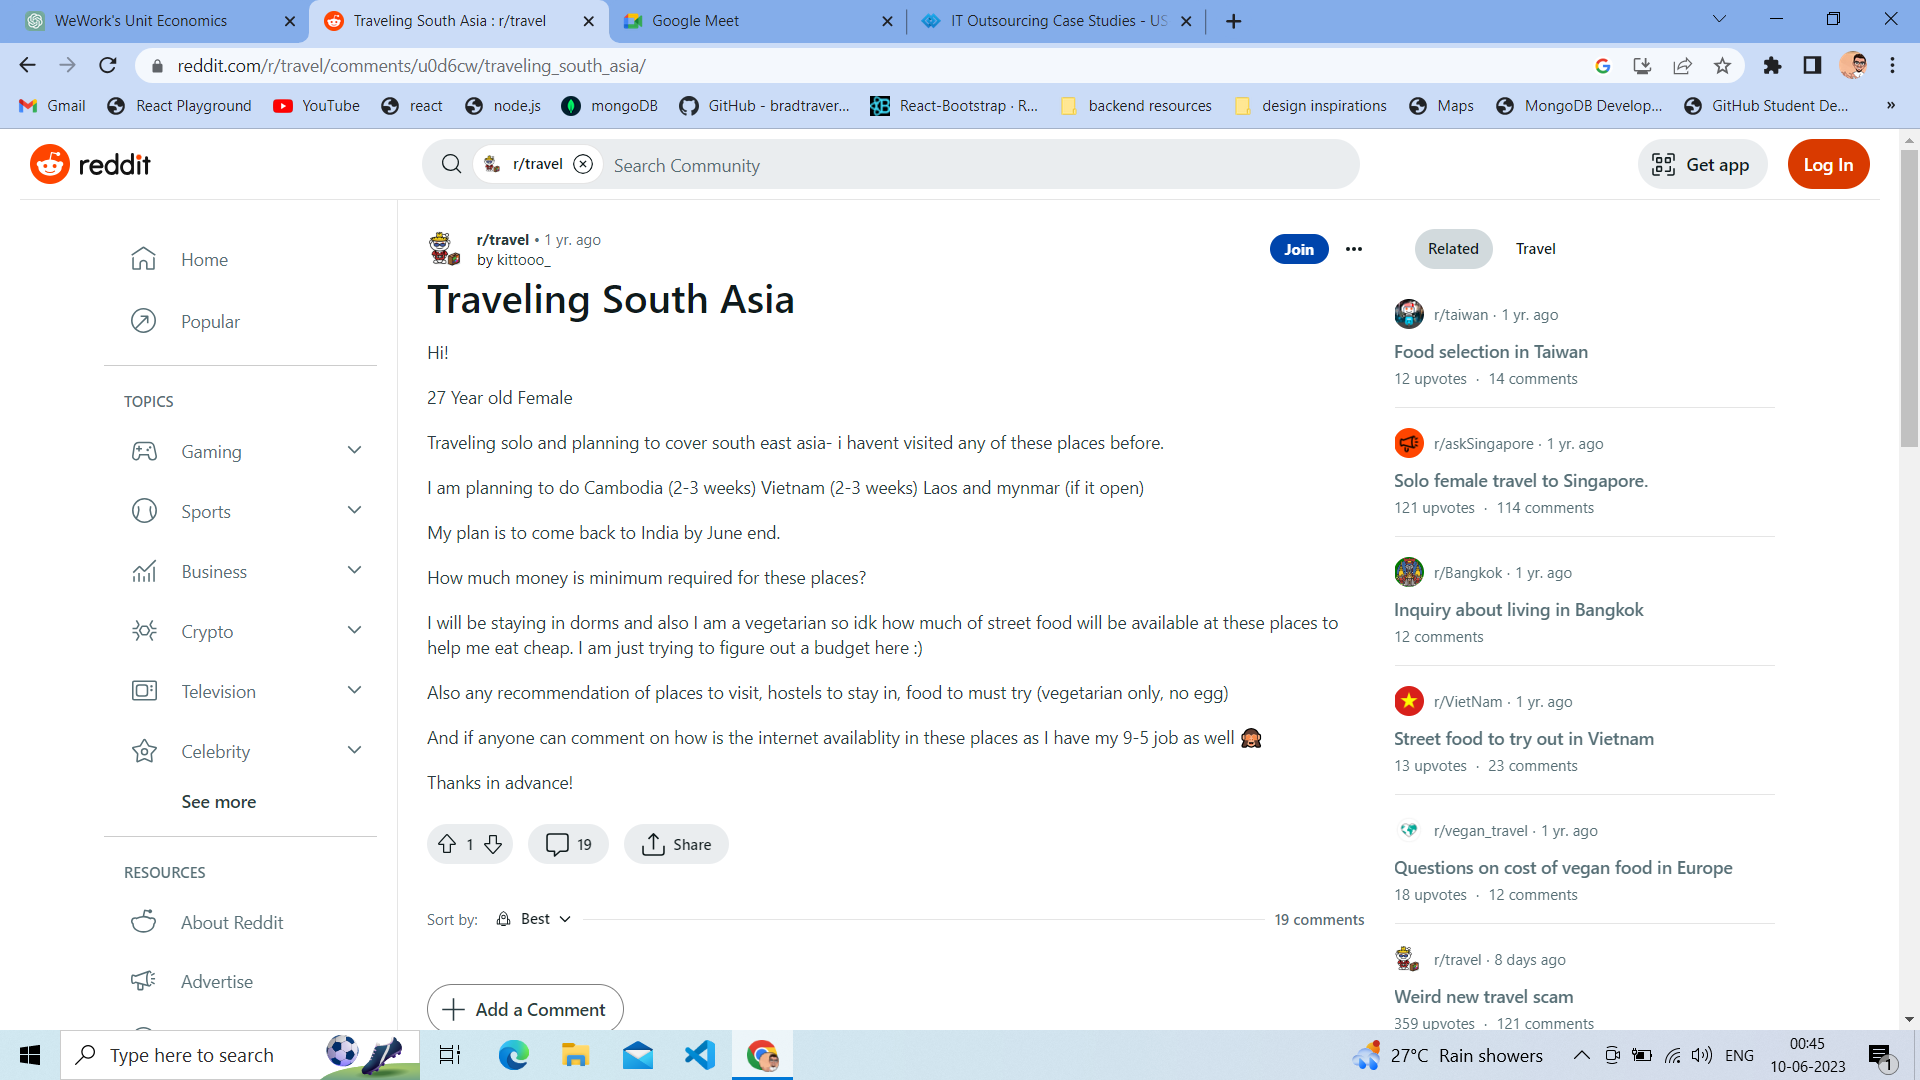 WeWork's Unit Economics
Traveling South Asia : r/travel
Google Meet
IT Outsourcing Case Studies - US
reddit.com/r/travel/comments/u0d6cw/traveling_south_asia/
Gmail
React Playground
YouTube
react
node.js
mongoDB
GitHub - bradtraver...
React-Bootstrap · R...
backend resources
design inspirations
Maps
MongoDB Develop...
GitHub Student De...
»
reddit
r/travel
Search Community
Get app
Log In
Home
Popular
TOPICS
Gaming
Sports
Business
Crypto
Television
Celebrity
See more
RESOURCES
About Reddit
Advertise
r/travel • 1 yr. ago
by kittooo_
Join
Traveling South Asia
Hi!
27 Year old Female
Traveling solo and planning to cover south east asia- i havent visited any of these places before.
I am planning to do Cambodia (2-3 weeks) Vietnam (2-3 weeks) Laos and mynmar (if it open)
My plan is to come back to India by June end.
How much money is minimum required for these places?
I will be staying in dorms and also I am a vegetarian so idk how much of street food will be available at these places to
help me eat cheap. I am just trying to figure out a budget here :)
Also any recommendation of places to visit, hostels to stay in, food to must try (vegetarian only, no egg)
And if anyone can comment on how is the internet availablity in these places as I have my 9-5 job as well 🙈
Thanks in advance!
1
19
Share
Sort by:
Best
19 comments
Add a Comment
Related
Travel
r/taiwan · 1 yr. ago
Food selection in Taiwan
12 upvotes · 14 comments
r/askSingapore · 1 yr. ago
Solo female travel to Singapore.
121 upvotes · 114 comments
r/Bangkok · 1 yr. ago
Inquiry about living in Bangkok
12 comments
r/VietNam · 1 yr. ago
Street food to try out in Vietnam
13 upvotes · 23 comments
r/vegan_travel · 1 yr. ago
Questions on cost of vegan food in Europe
18 upvotes · 12 comments
r/travel · 8 days ago
Weird new travel scam
359 upvotes · 121 comments
Type here to search
27°C Rain showers
ENG
00:45
10-06-2023
1